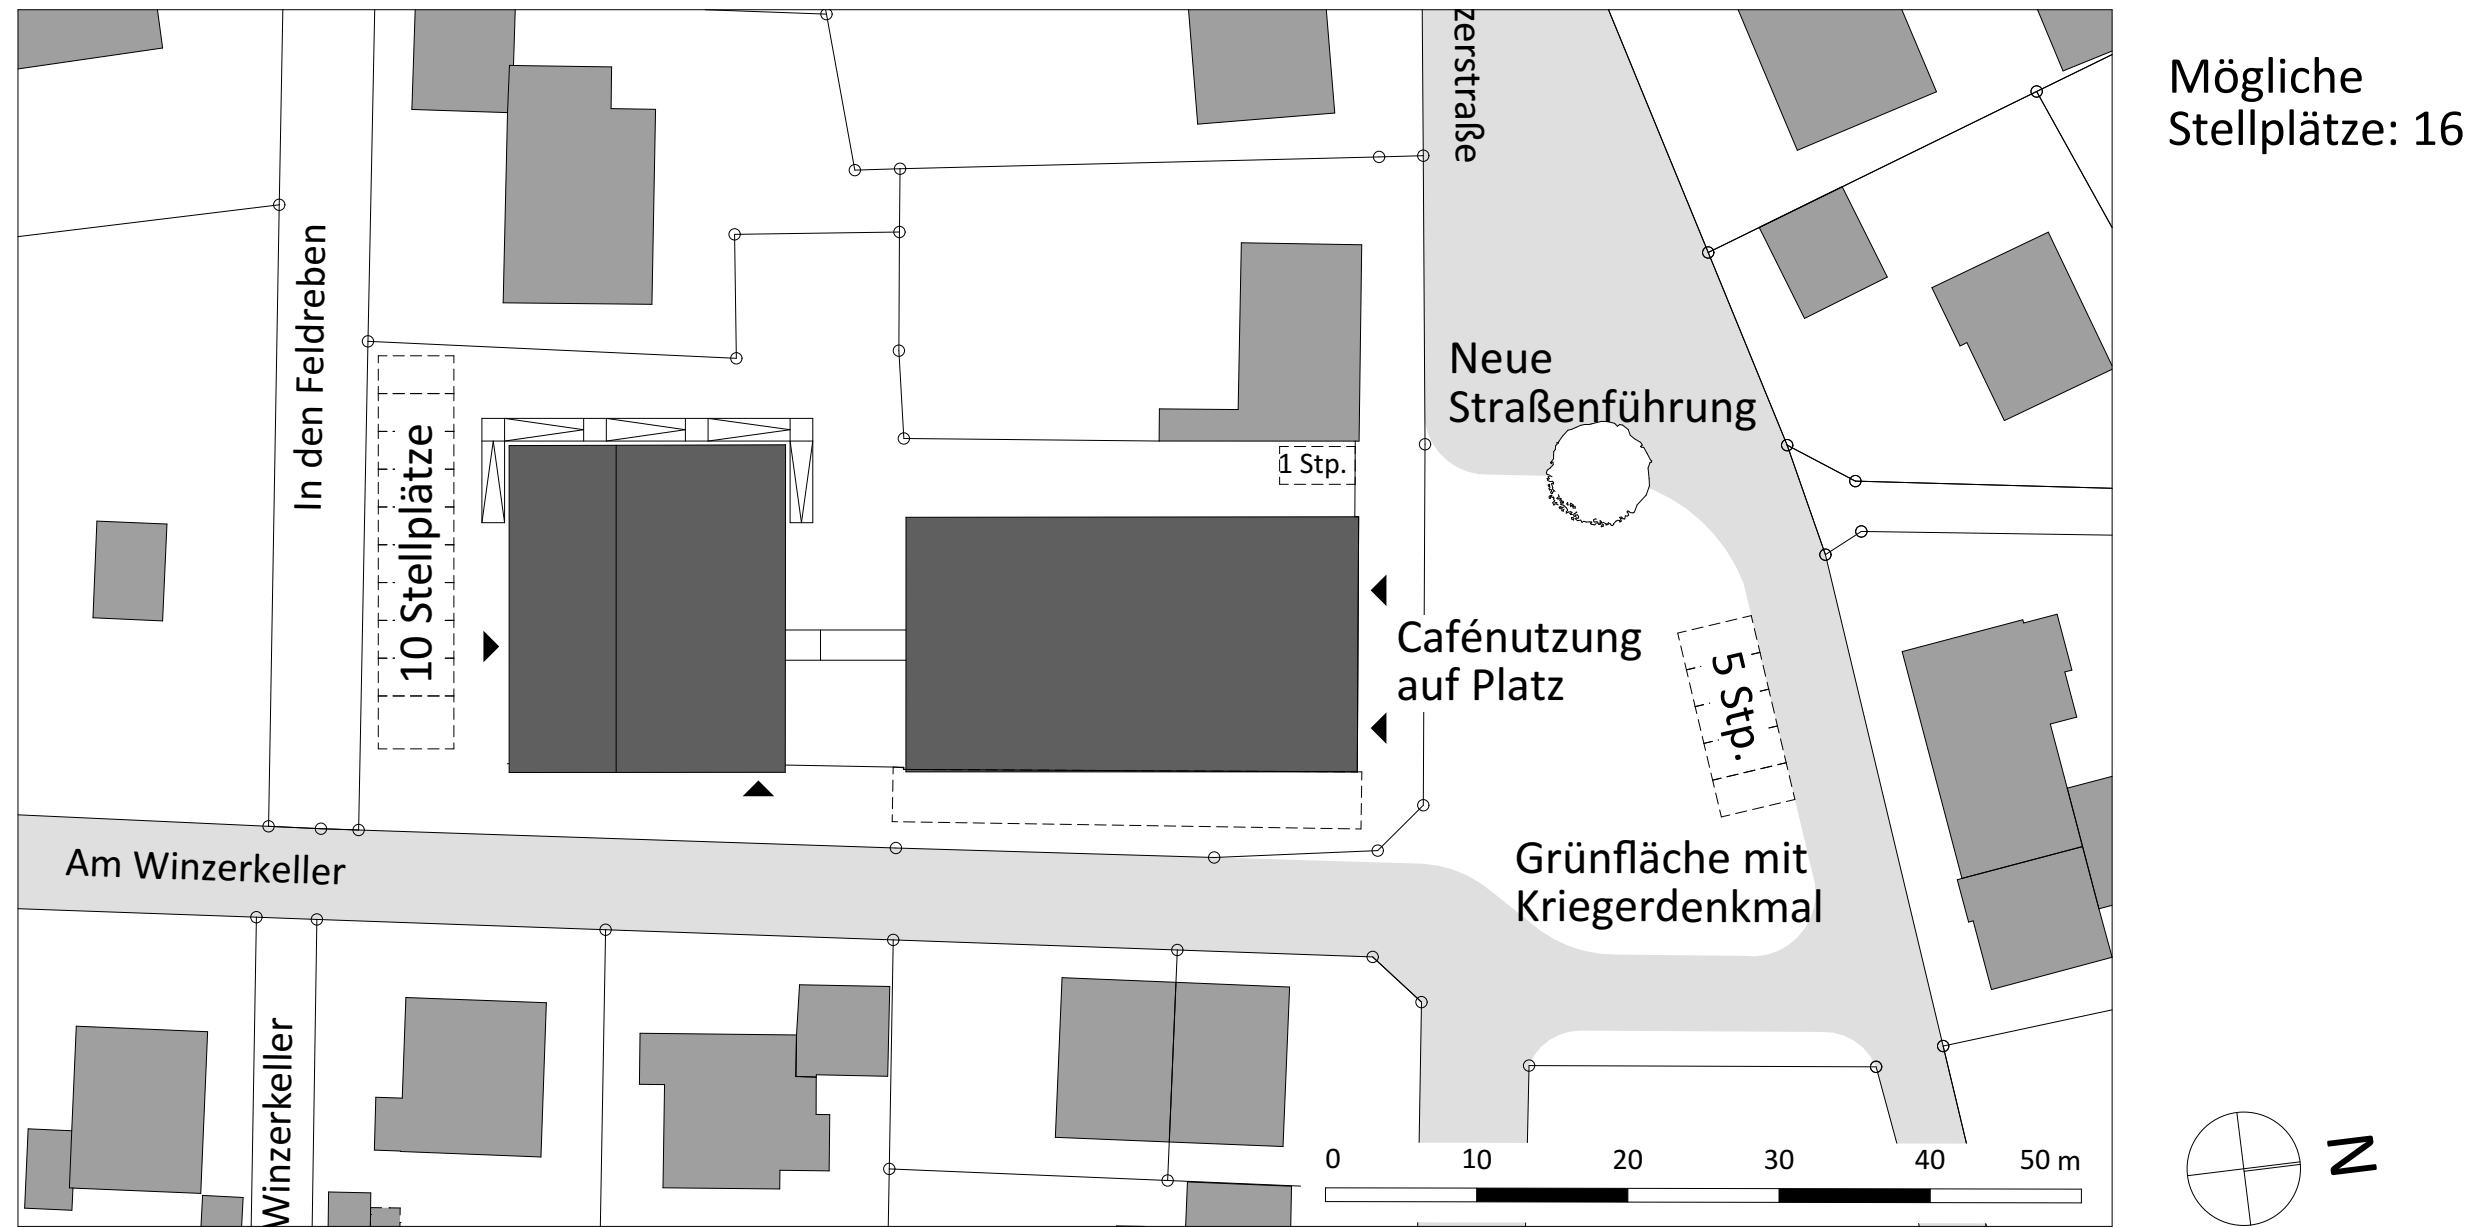 zerstraße
Mögliche
Stellplätze: 16
In den Feldreben
Neue
Straßenführung
10 Stellplätze
1 Stp.
Cafénutzung
auf Platz
5 Stp.
Am Winzerkeller
Grünfläche mit
Kriegerdenkmal
Winzerkeller
0 10 20 30 40 50 m
N